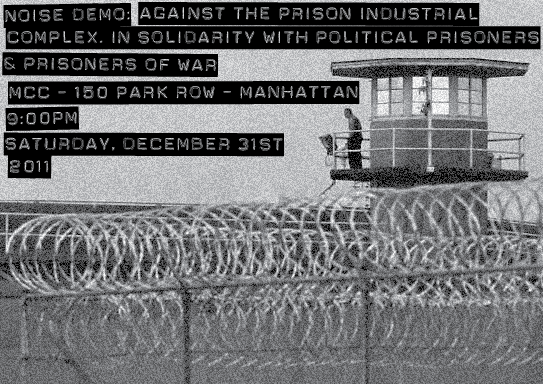 NOISE DEMO: AGAINST THE PRISON INDUSTRIAL
COMPLEX. IN SOLIDARITY WITH POLITICAL PRISONERS
& PRISONERS OF WAR
MCC - 150 PARK ROW - MANHATTAN
9:00PM
SATURDAY, DECEMBER 31ST
2011